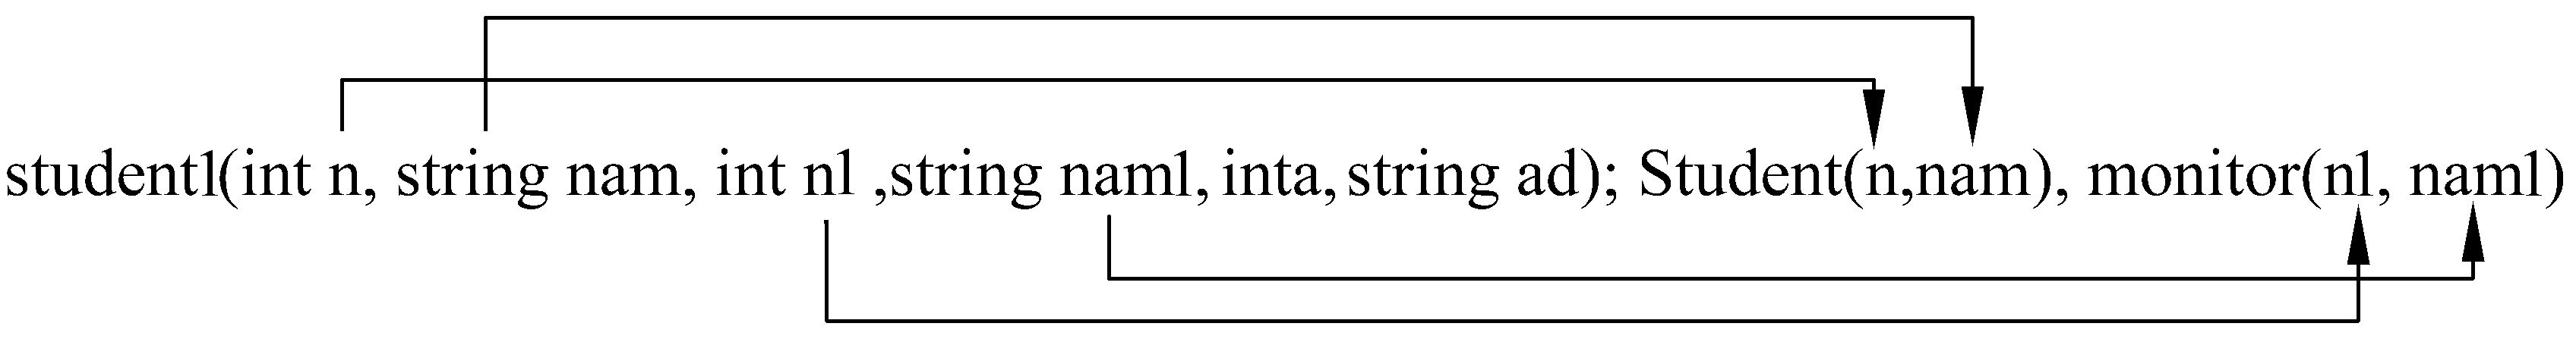 student1(int n, string nam, int n1 ,string nam1, inta, string ad); Student(n,nam), monitor(n1, nam1)